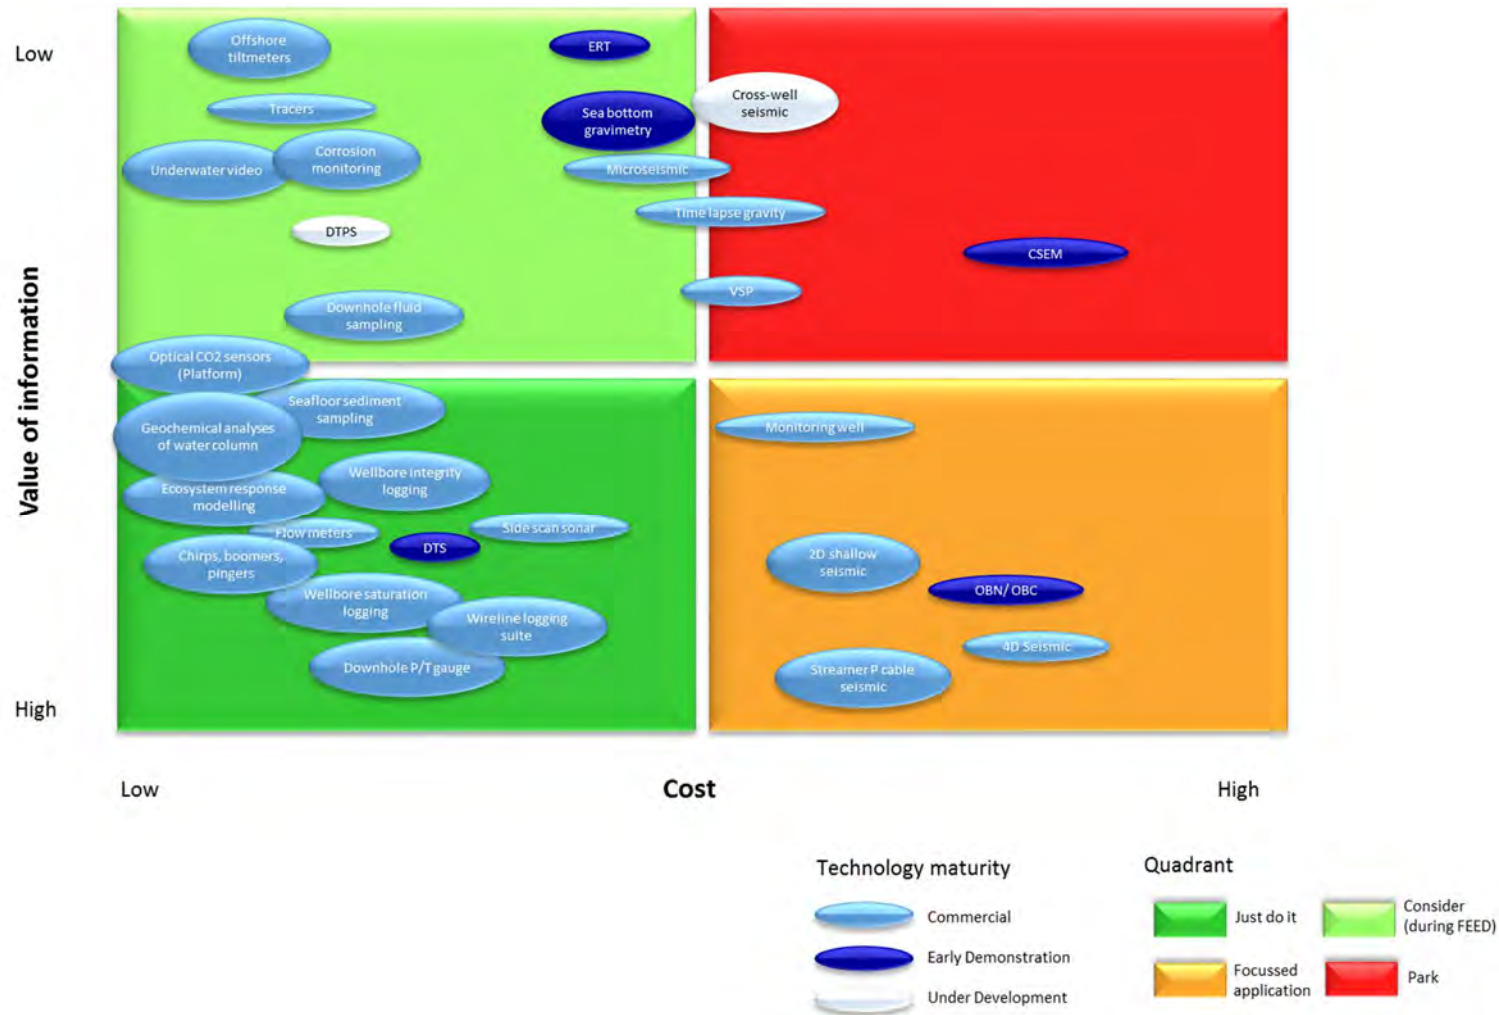 Low
Offshore
tiltmeters
ERT
Tracers
Cross-well
seismic
Sea bottom
gravimetry
Underwater video
Corrosion
monitoring
Microseismic
Time lapse gravity
DTPS
CSEM
VSP
Downhole fluid
sampling
Value of information
Optical CO2 sensors
(Platform)
Seafloor sediment
sampling
Geochemical analyses
of water column
Monitoring well
Wellbore integrity
logging
Ecosystem response
modelling
Flow meters
Side scan sonar
DTS
Chirps, boomers,
pingers
2D shallow
seismic
Wellbore saturation
logging
OBN/ OBC
Wireline logging
suite
4D Seismic
Downhole P/T gauge
Streamer P cable
seismic
High
Low
Cost
High
Technology maturity
Commercial
Early Demonstration
Under Development
Quadrant
Just do it
Consider
(during FEED)
Focussed
application
Park